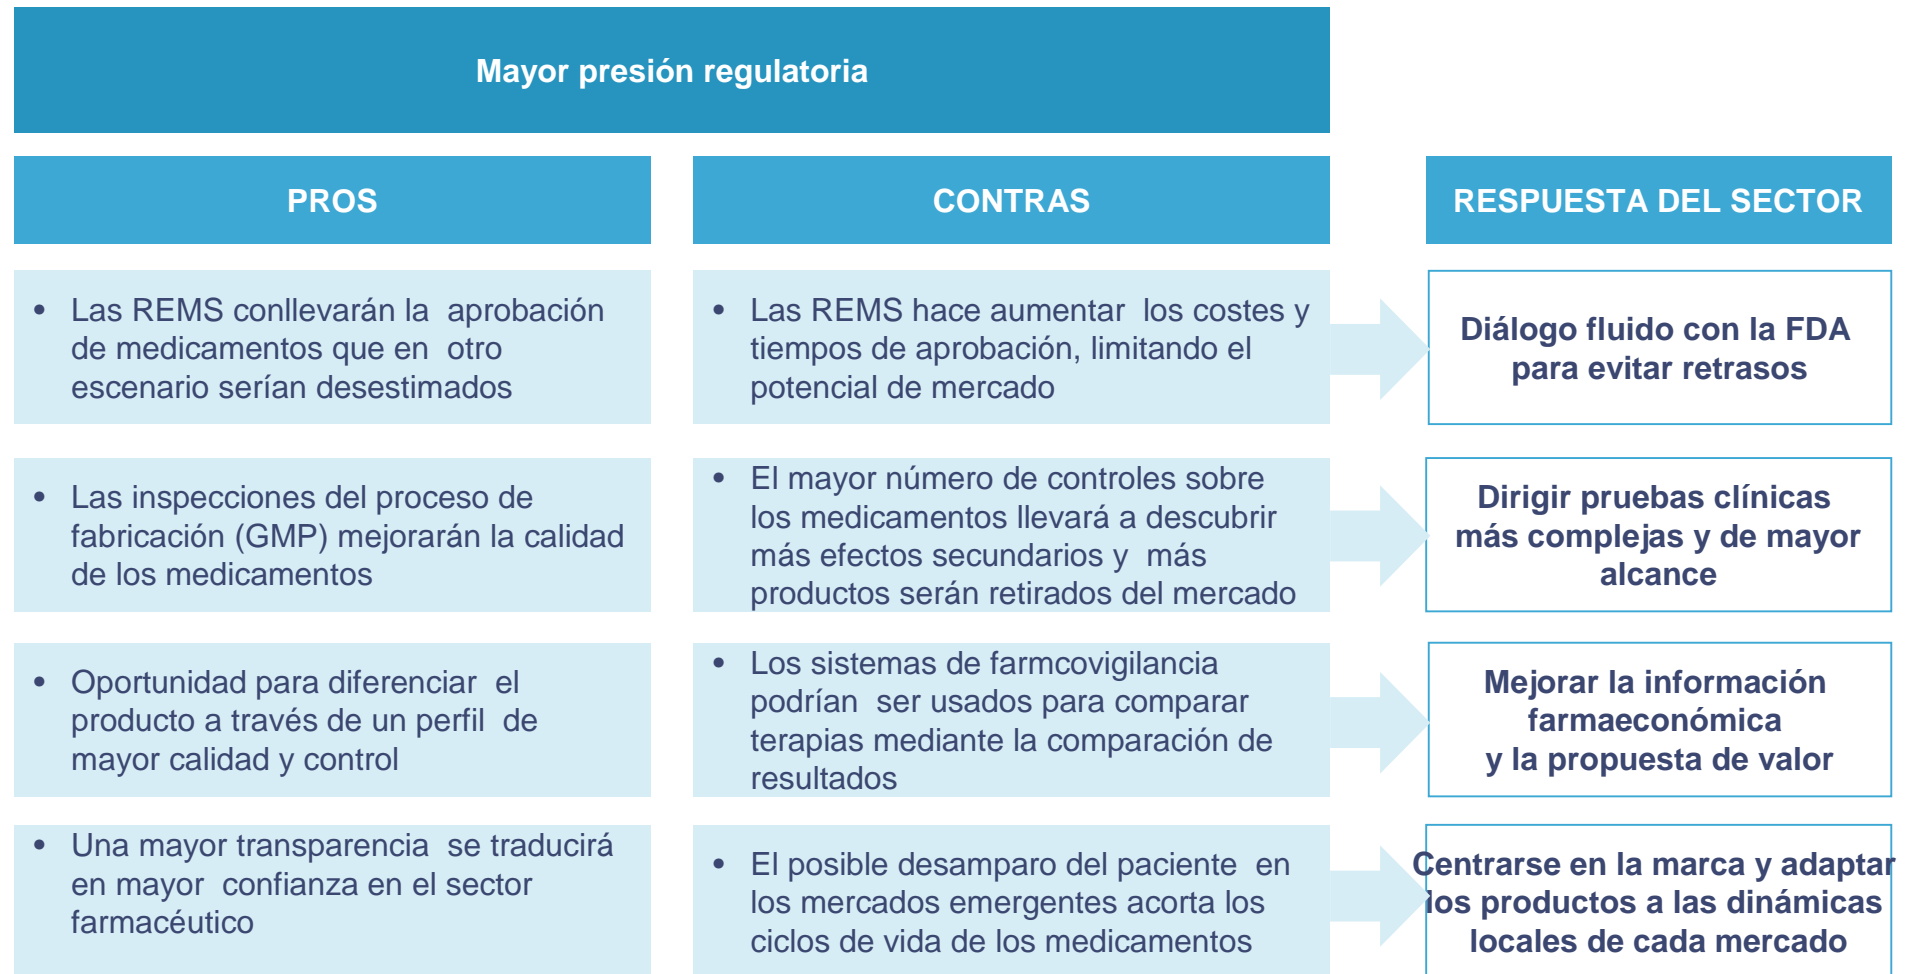 Mayor presión regulatoria
PROS
CONTRAS
RESPUESTA DEL SECTOR
• Las REMS conllevarán la aprobación
de medicamentos que en otro
escenario serían desestimados
• Las REMS hace aumentar los costes y
tiempos de aprobación, limitando el
potencial de mercado
Diálogo fluido con la FDA
para evitar retrasos
• Las inspecciones del proceso de
fabricación (GMP) mejorarán la calidad
de los medicamentos
• El mayor número de controles sobre
los medicamentos llevará a descubrir
más efectos secundarios y más
productos serán retirados del mercado
Dirigir pruebas clínicas
más complejas y de mayor
alcance
• Oportunidad para diferenciar el
producto a través de un perfil de
mayor calidad y control
• Los sistemas de farmcovigilancia
podrían ser usados para comparar
terapias mediante la comparación de
resultados
Mejorar la información
farmaeconómica
y la propuesta de valor
• Una mayor transparencia se traducirá
en mayor confianza en el sector
farmacéutico
• El posible desamparo del paciente en
los mercados emergentes acorta los
ciclos de vida de los medicamentos
Centrarse en la marca y adaptar
los productos a las dinámicas
locales de cada mercado